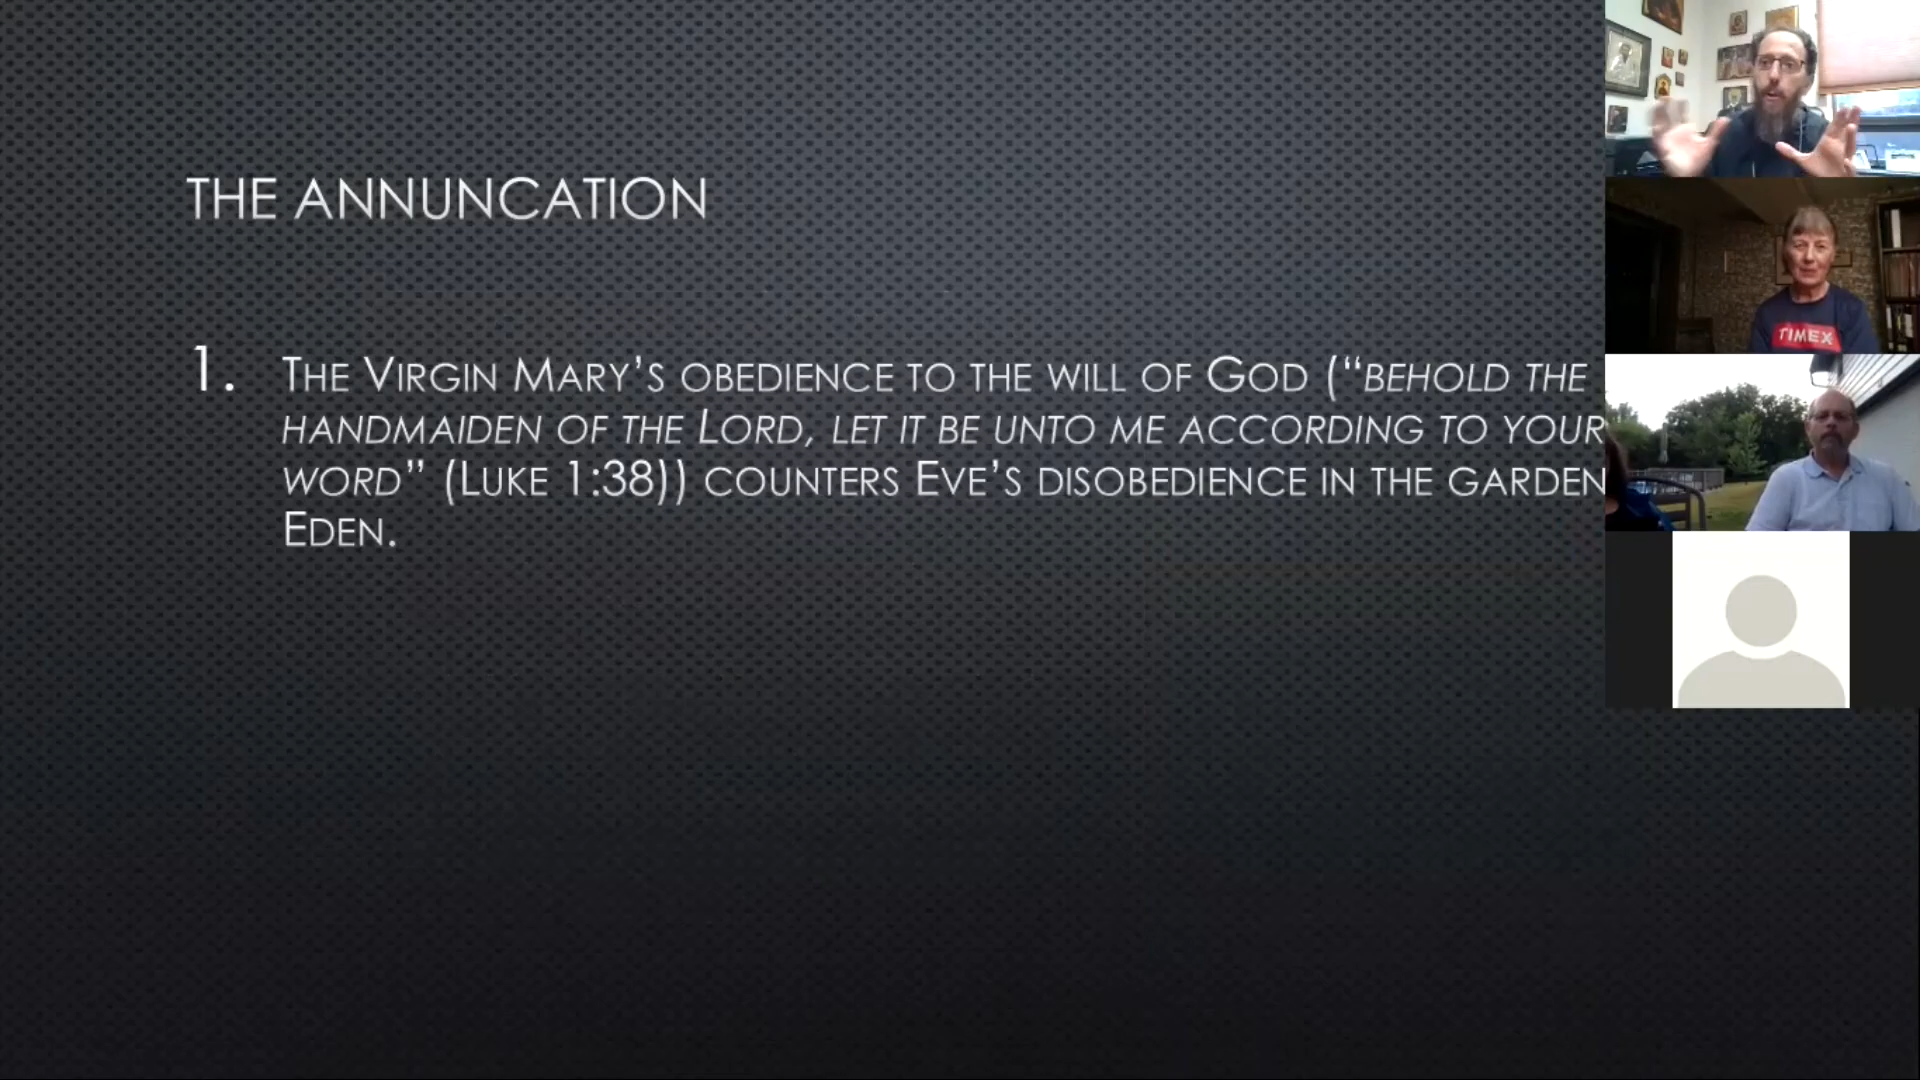 THE ANNUNCATION
1. THE VIRGIN MARY'S OBEDIENCE TO THE WILL OF GOD (“BEHOLD THE
HANDMAIDEN OF THE LORD, LET IT BE UNTO ME ACCORDING TO YOUR
WORD” (LUKE 1:38)) COUNTERS EVE'S DISOBEDIENCE IN THE GARDEN
EDEN.
TIMEX